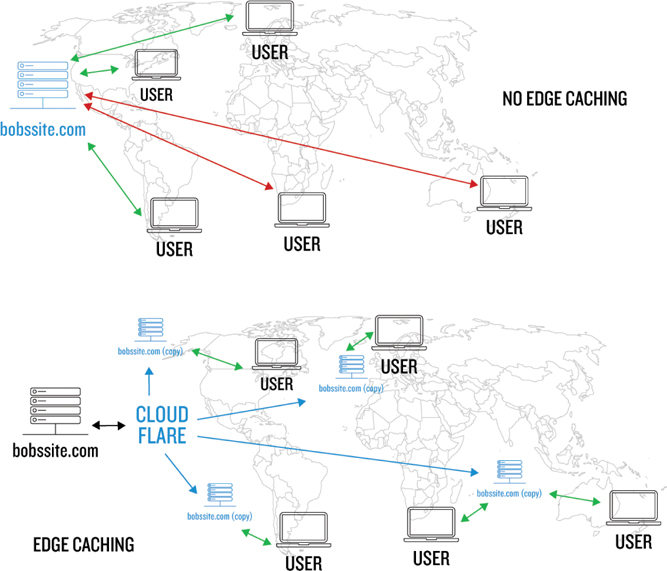 USER
USER
NO EDGE CACHING
bobssite.com
USER
USER
USER
bobssite.com (copy)
USER
USER
bobssite.com (copy)
CLOUD
FLARE
bobssite.com
bobssite.com (copy)
bobssite.com (copy)
USER
USER
USER
EDGE CACHING